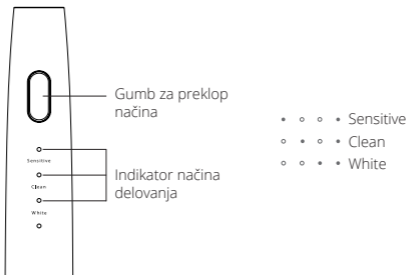 Gumb za preklop
načina
Sensitive
Clean
White
Indikator načina
delovanja
Sensitive
Clean
White